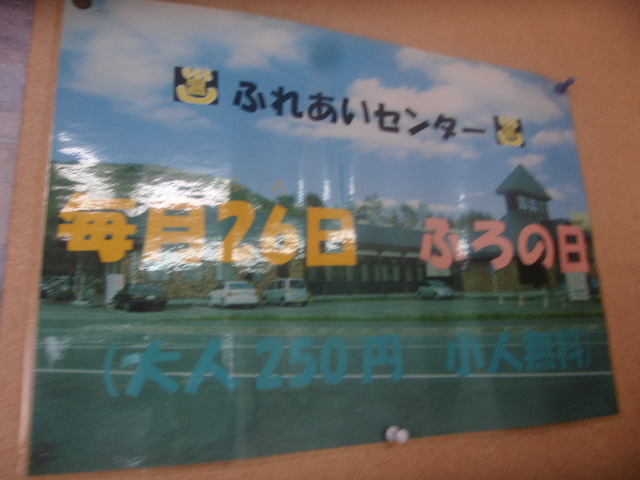 ふれあいセンター
毎月26日 ふろの日
(大人250円 小人無料)